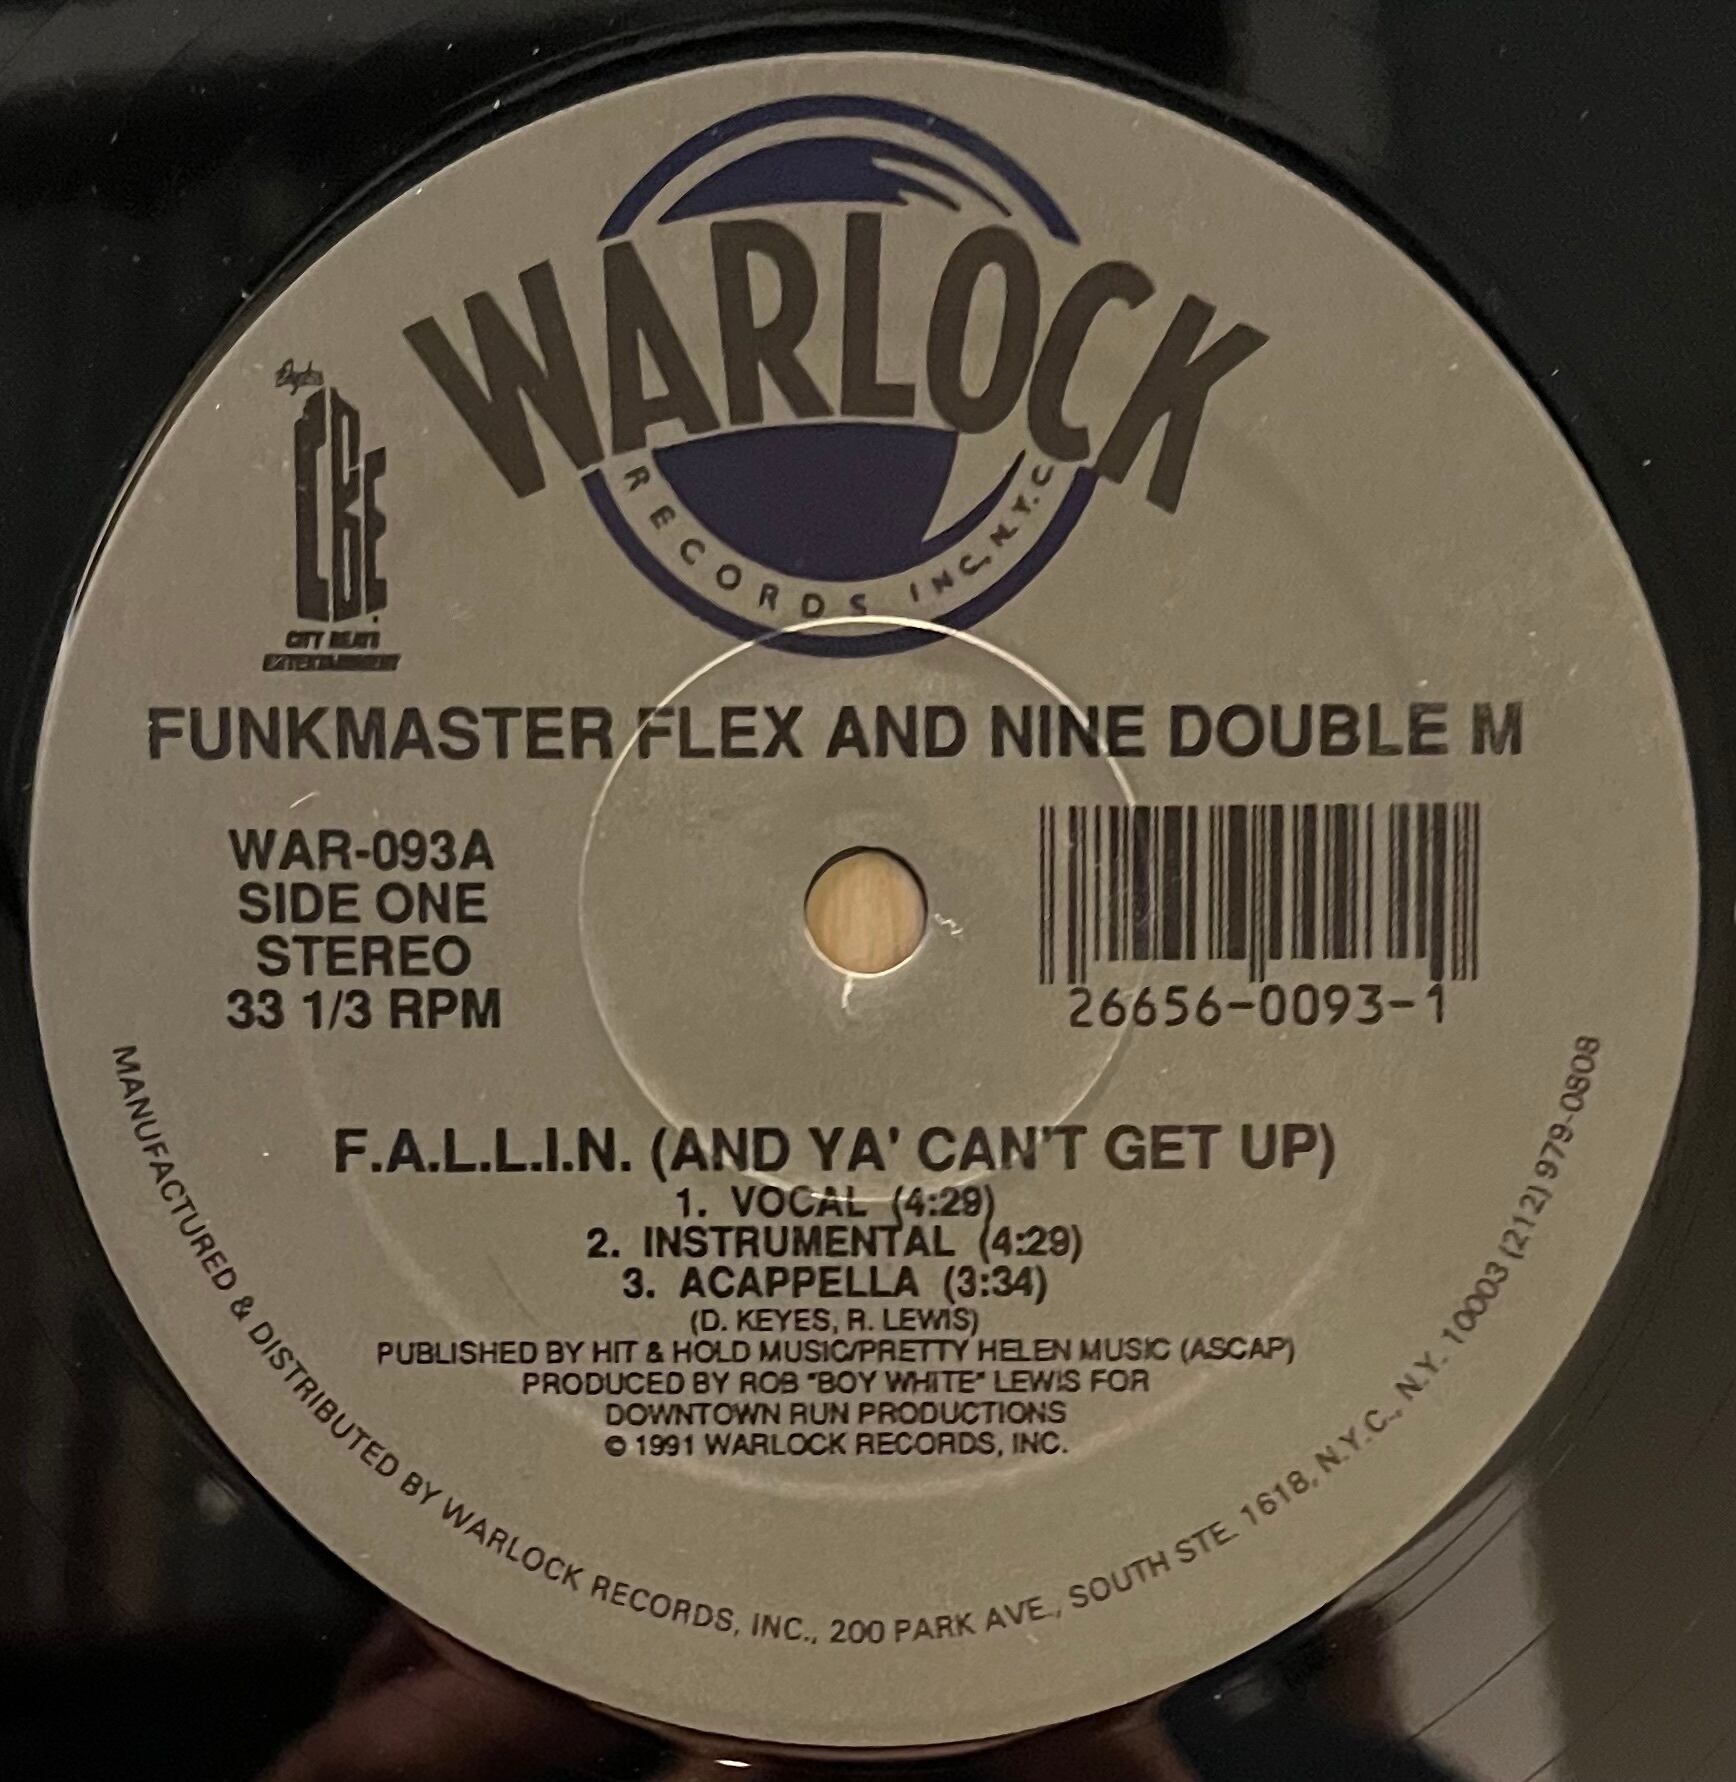 WARLOCK
RECORDS INC. N.Y.C.
CBE
CITY BEATS
ENTERTAINMENT
FUNKMASTER FLEX AND NINE DOUBLE M
WAR-093A
SIDE ONE
STEREO
33 1/3 RPM
26656-0093-1
F.A.L.L.I.N. (AND YA' CAN'T GET UP)
1. VOCAL (4:29)
2. INSTRUMENTAL (4:29)
3. ACAPPELLA (3:34)
(D. KEYES, R. LEWIS)
PUBLISHED BY HIT & HOLD MUSIC/PRETTY HELEN MUSIC (ASCAP)
PRODUCED BY ROB "BOY WHITE" LEWIS FOR
DOWNTOWN RUN PRODUCTIONS
© 1991 WARLOCK RECORDS, INC.
MANUFACTURED & DISTRIBUTED BY WARLOCK RECORDS, INC., 200 PARK AVE., SOUTH STE. 1618, N.Y.C., N.Y. 10003 (212) 979-0808